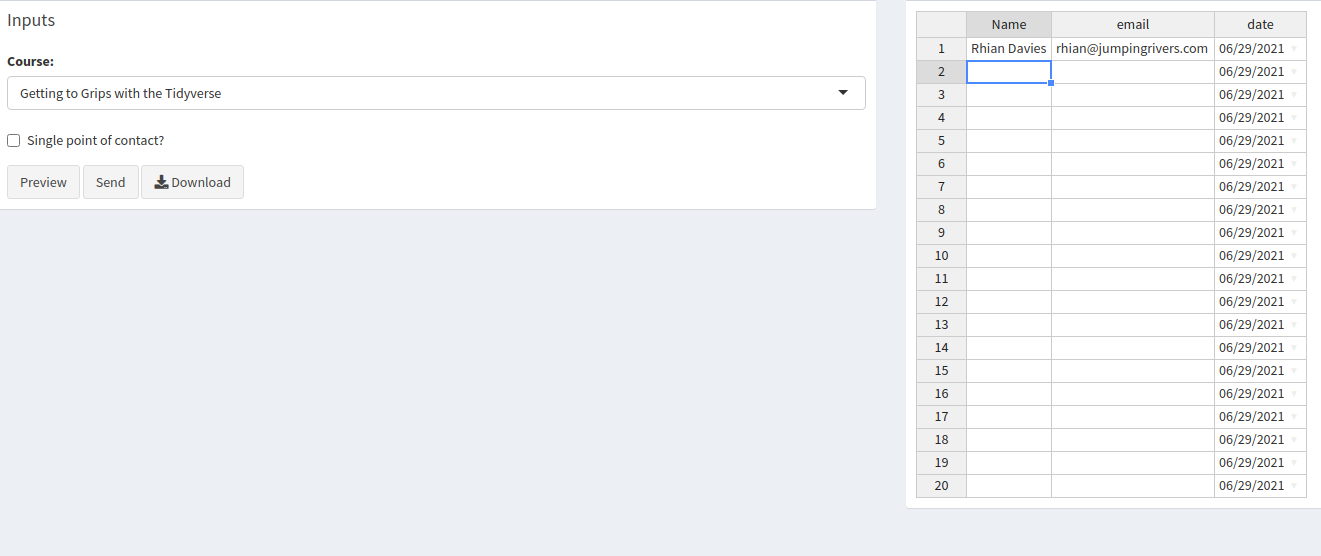 Inputs
Course:
Getting to Grips with the Tidyverse
Single point of contact?
Preview Send Download
Name email date
1 Rhian Davies rhian@jumpingrivers.com 06/29/2021
2 06/29/2021
3 06/29/2021
4 06/29/2021
5 06/29/2021
6 06/29/2021
7 06/29/2021
8 06/29/2021
9 06/29/2021
10 06/29/2021
11 06/29/2021
12 06/29/2021
13 06/29/2021
14 06/29/2021
15 06/29/2021
16 06/29/2021
17 06/29/2021
18 06/29/2021
19 06/29/2021
20 06/29/2021